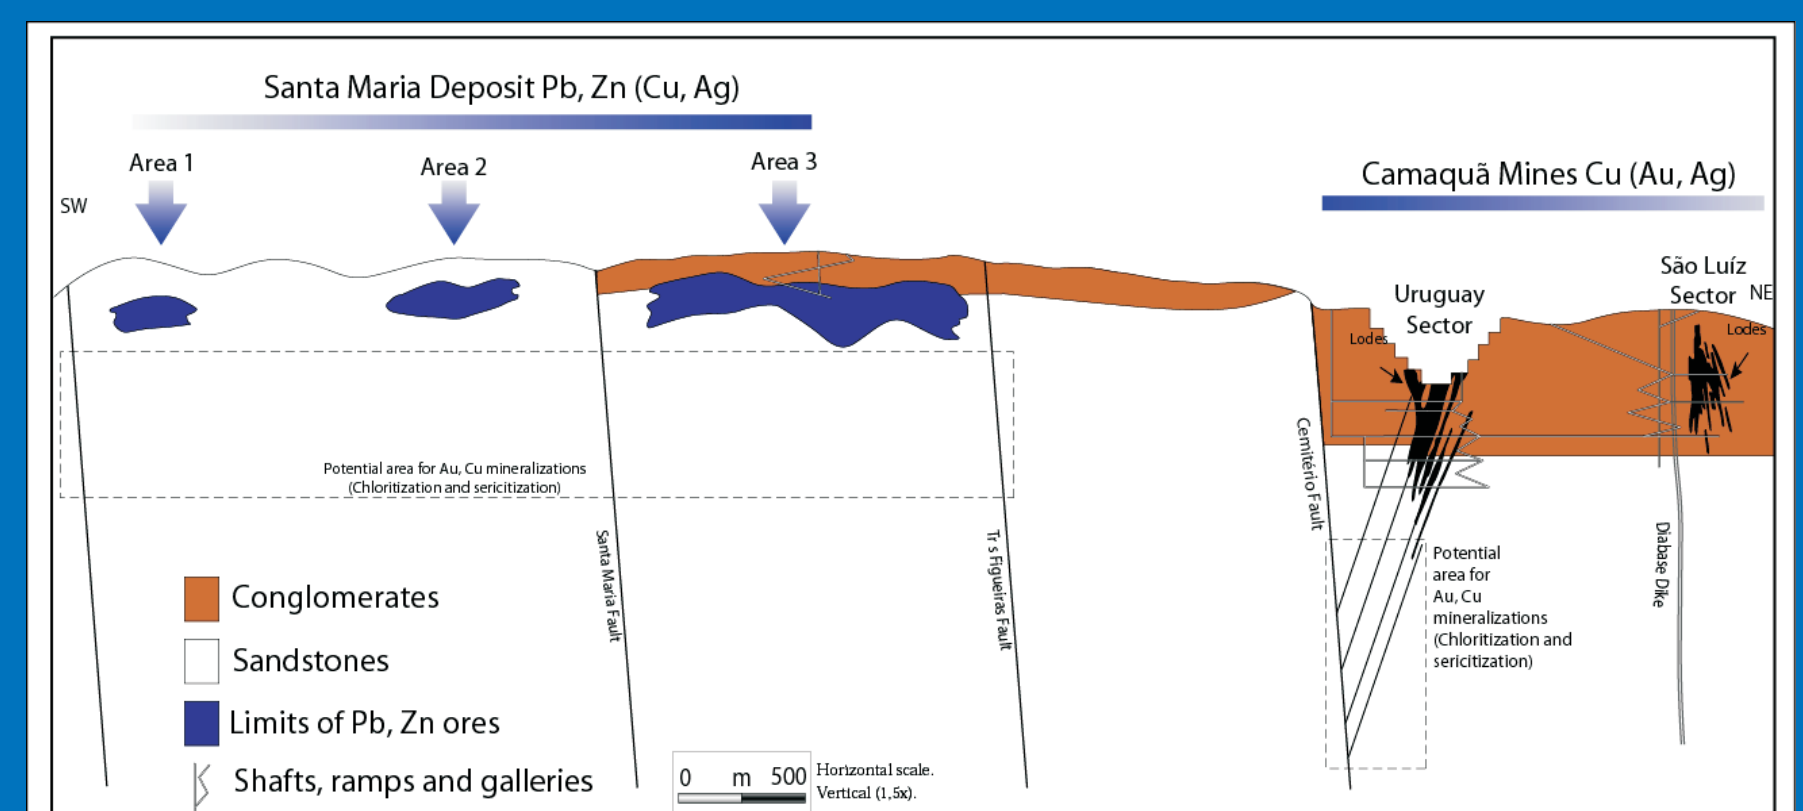 Santa Maria Deposit Pb, Zn (Cu, Ag)
Area 1
Area 2
Area 3
Camaquã Mines Cu (Au, Ag)
SW
São Luíz
Sector
NE
Uruguay
Sector
Lodes
Lodes
Potential area for Au, Cu mineralizations
(Chloritization and sericitization)
Cemitério Fault
Santa Maria Fault
Tr s Figueiras Fault
Diabase Dike
Potential
area for
Au, Cu
mineralizations
(Chloritization and
sericitization)
Conglomerates
Sandstones
Limits of Pb, Zn ores
Shafts, ramps and galleries
0 m 500
Horizontal scale.
Vertical (1,5x).